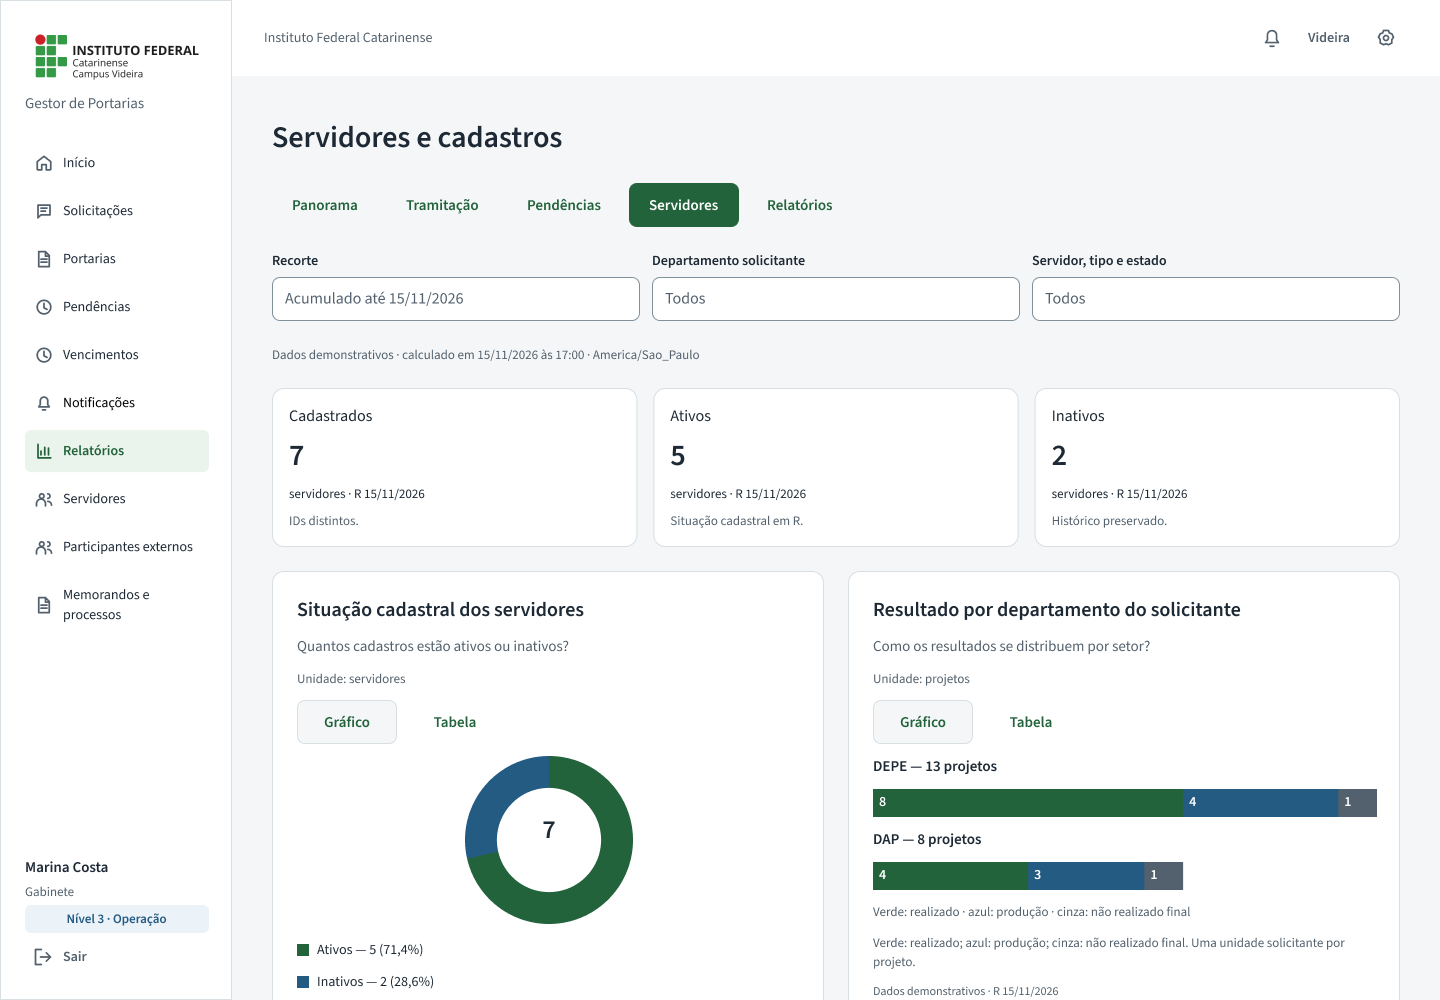 INSTITUTO FEDERAL
Catarinense
Campus Videira
Gestor de Portarias
Início
Solicitações
Portarias
Pendências
Vencimentos
Notificações
Relatórios
Servidores
Participantes externos
Memorandos e
processos
Marina Costa
Gabinete
Nível 3 · Operação
Sair
Instituto Federal Catarinense
Videira
Servidores e cadastros
Panorama
Tramitação
Pendências
Servidores
Relatórios
Recorte
Acumulado até 15/11/2026
Departamento solicitante
Todos
Servidor, tipo e estado
Todos
Dados demonstrativos · calculado em 15/11/2026 às 17:00 · America/Sao_Paulo
Cadastrados
7
servidores · R 15/11/2026
IDs distintos.
Ativos
5
servidores · R 15/11/2026
Situação cadastral em R.
Inativos
2
servidores · R 15/11/2026
Histórico preservado.
Situação cadastral dos servidores
Quantos cadastros estão ativos ou inativos?
Unidade: servidores
Gráfico
Tabela
7
Ativos — 5 (71,4%)
Inativos — 2 (28,6%)
Resultado por departamento do solicitante
Como os resultados se distribuem por setor?
Unidade: projetos
Gráfico
Tabela
DEPE — 13 projetos
8
4
1
DAP — 8 projetos
4
3
1
Verde: realizado · azul: produção · cinza: não realizado final
Verde: realizado; azul: produção; cinza: não realizado final. Uma unidade solicitante por
projeto.
Dados demonstrativos · R 15/11/2026